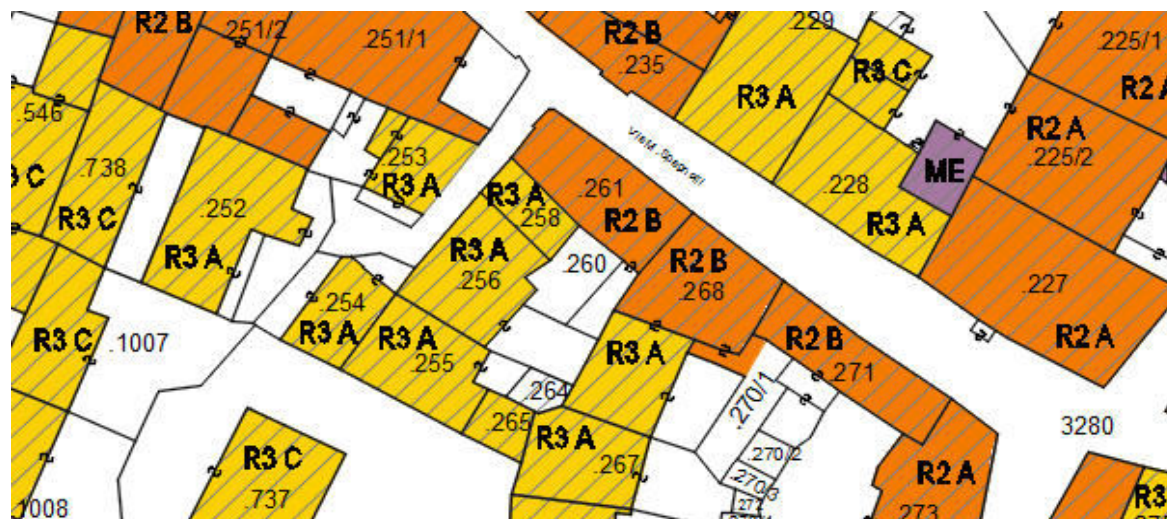 R2 B
.251/2
.251/1
R2 B
.235
.229
R3 C
R3 A
.225/1
R2 A
R2 A
.225/2
ME
.546
.738
R3 C
R3 C
.253
R3 A
.252
R3 A
R3 A
.258
.261
R2 B
.228
R3 A
R3 A
.256
.260
R2 B
.268
.227
R2 A
.254
R3 A
R3 A
.255
R3 A
R2 B
.271
R3 C
.1007
.264
.265
.270/1
3280
R3 A
.267
.270/2
.270/3
272
R2 A
.273
R3 C
.737
.1008
R3